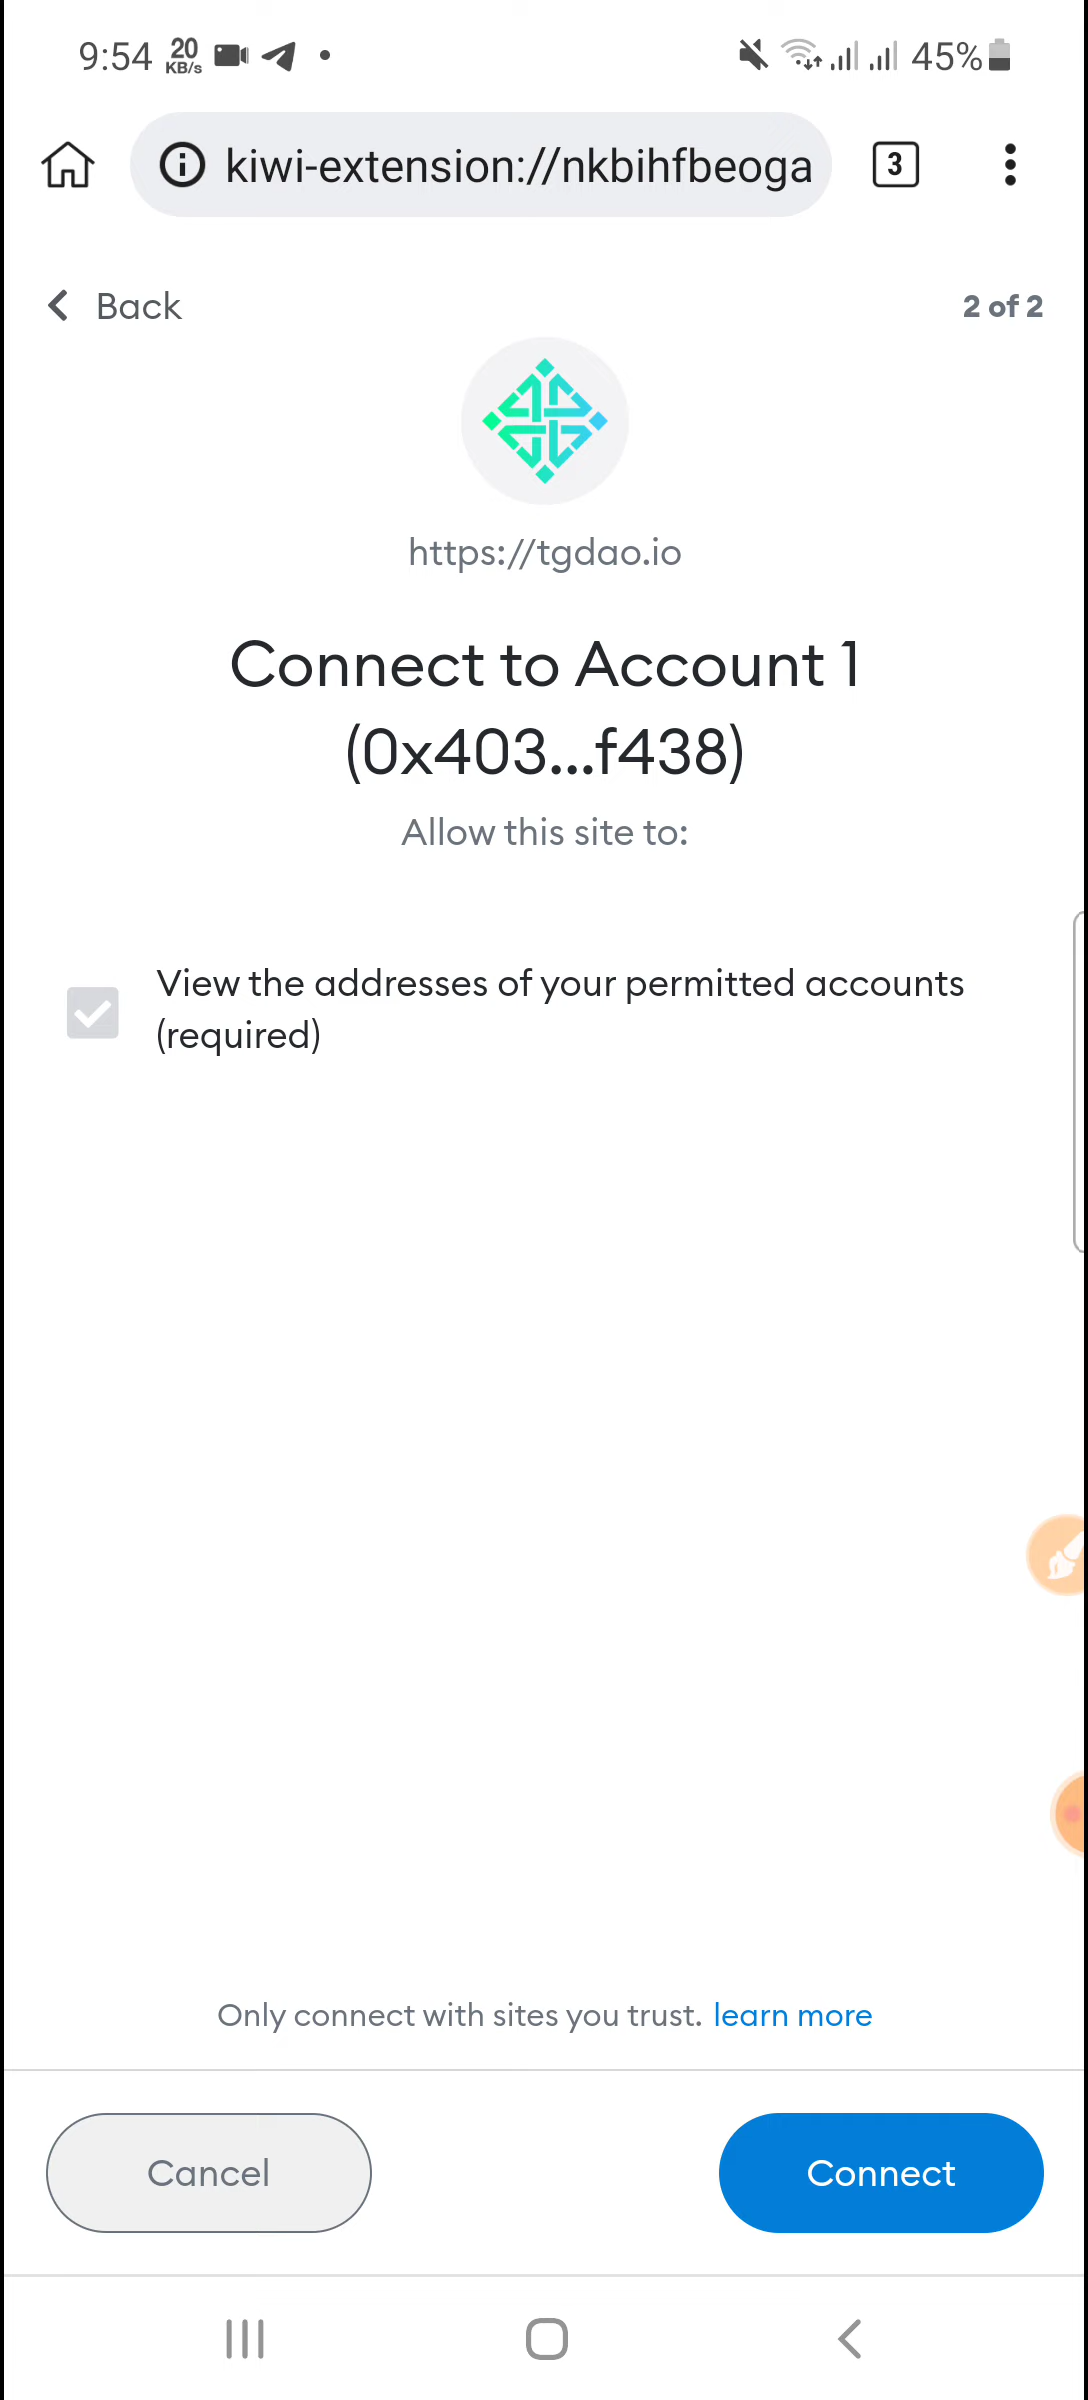 9:54 20 KB/s 45%
kiwi-extension://nkbihfbeoga 3
Back 2 of 2
https://tgdao.io
Connect to Account 1
(0x403...f438)
Allow this site to:
View the addresses of your permitted accounts
(required)
Only connect with sites you trust. learn more
Cancel Connect